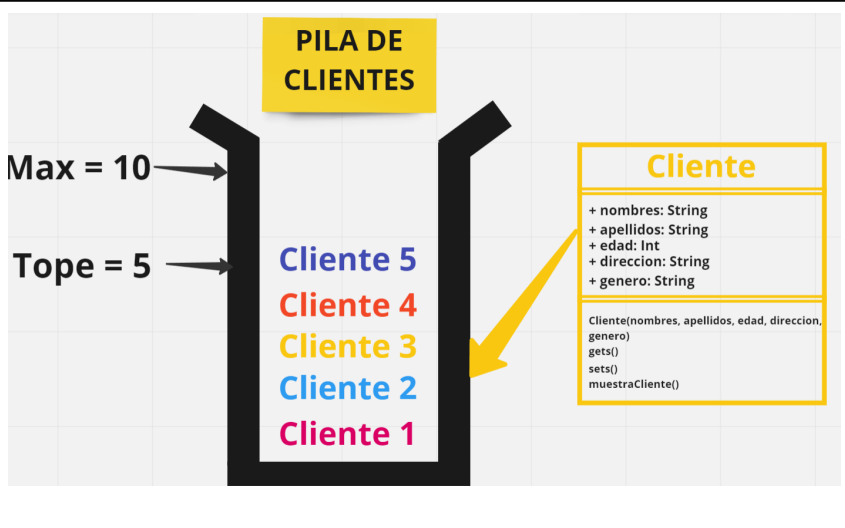 PILA DE
CLIENTES
Max = 10
Tope = 5
Cliente 5
Cliente 4
Cliente 3
Cliente 2
Cliente 1
Cliente
+ nombres: String
+ apellidos: String
+ edad: Int
+ direccion: String
+ genero: String
Cliente(nombres, apellidos, edad, direccion,
genero)
gets()
sets()
muestraCliente()